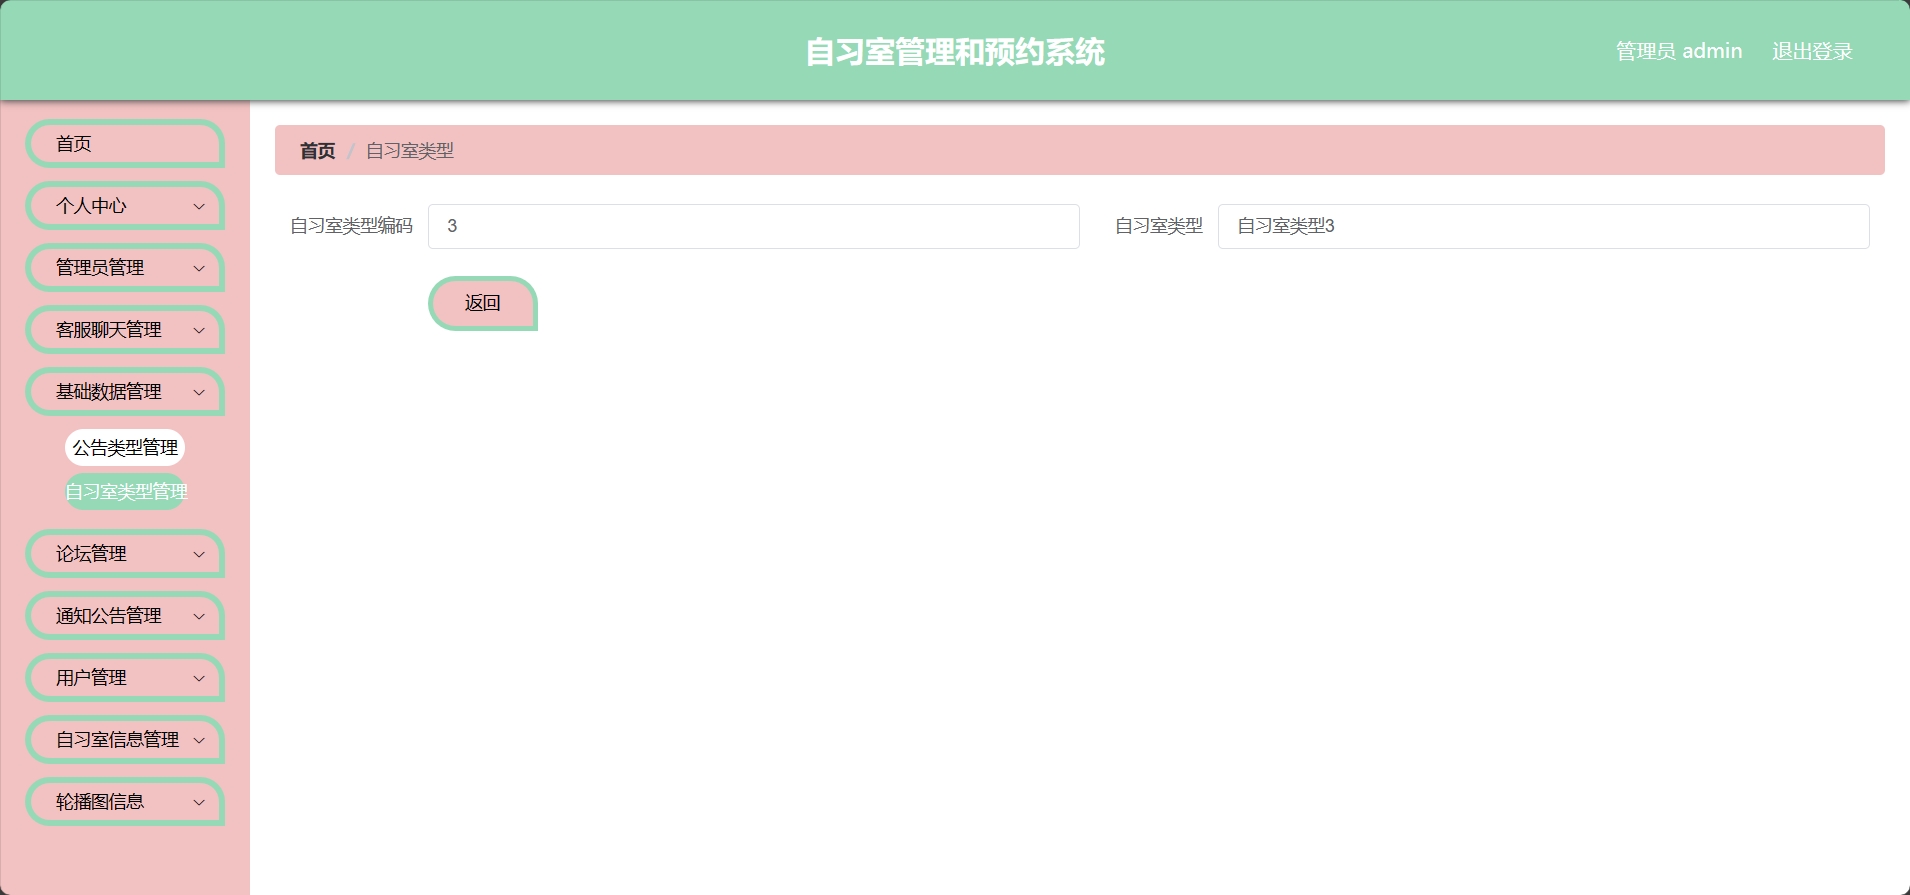 自习室管理和预约系统
管理员 admin 退出登录
首页
个人中心
管理员管理
客服聊天管理
基础数据管理
公告类型管理
自习室类型管理
论坛管理
通知公告管理
用户管理
自习室信息管理
轮播图信息
首页 / 自习室类型
自习室类型编码 3 自习室类型 自习室类型3
返回